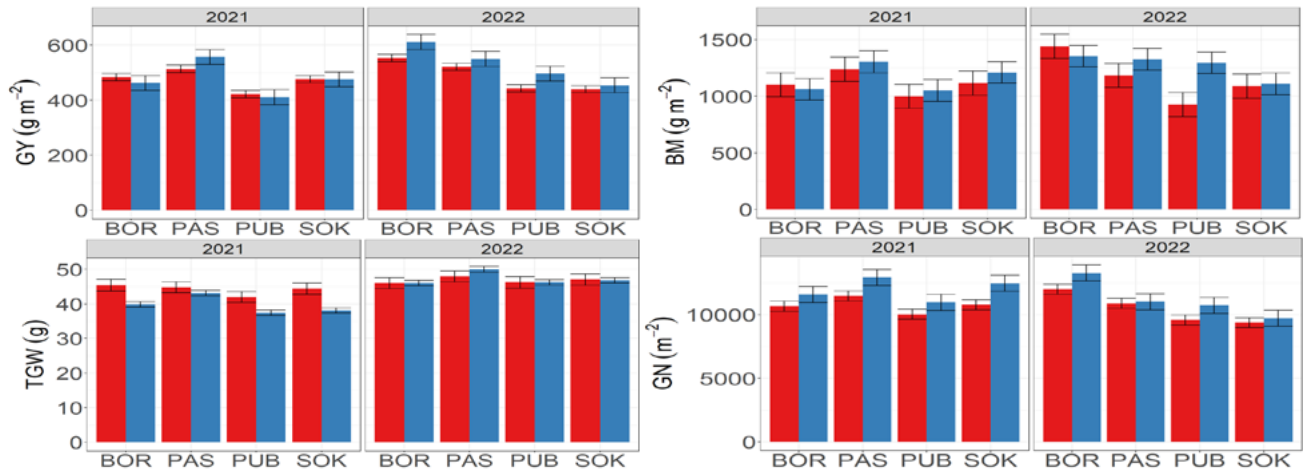 2021 2022
GY (g m⁻²)
600
400
200
0
BOR PAS PUB SOK BOR PAS PUB SOK
2021 2022
BM (g m⁻²)
1500
1000
500
0
BOR PAS PUB SOK BOR PAS PUB SOK
2021 2022
TGW (g)
50
40
30
20
10
0
BOR PAS PUB SOK BOR PAS PUB SOK
2021 2022
GN (m⁻²)
10000
5000
0
BOR PAS PUB SOK BOR PAS PUB SOK